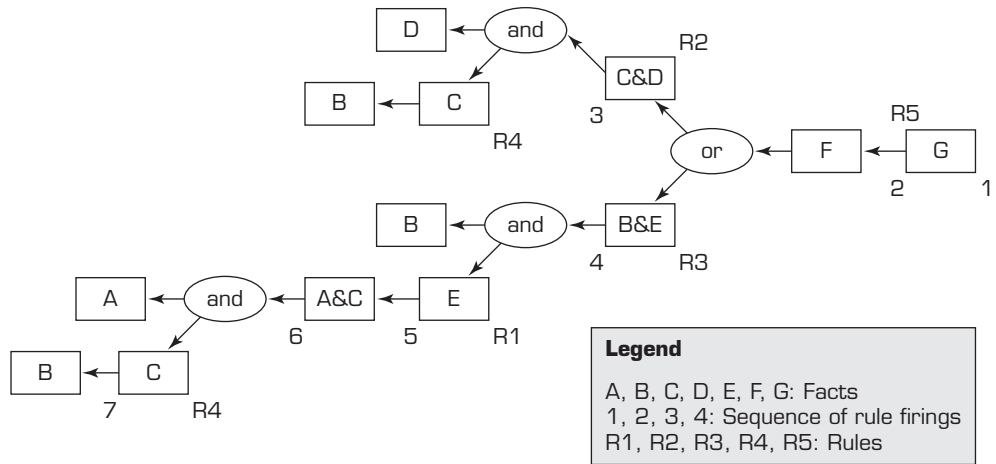 D and R2
C&D
B C 3 R5
R4 or F G
2 1
B and B&E
4 R3
A and A&C E
6 5 R1
B C
7 R4
Legend
A, B, C, D, E, F, G: Facts
1, 2, 3, 4: Sequence of rule firings
R1, R2, R3, R4, R5: Rules